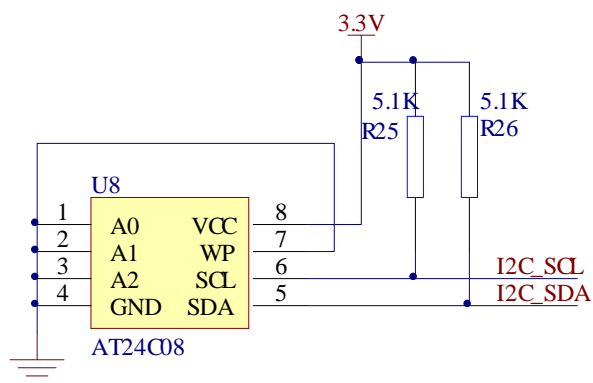 3.3V
5.1K 5.1K
R25 R26
U8
1 A0 VCC 8
2 A1 WP 7
3 A2 SCL 6 I2C_SCL
4 GND SDA 5 I2C_SDA
AT24C08